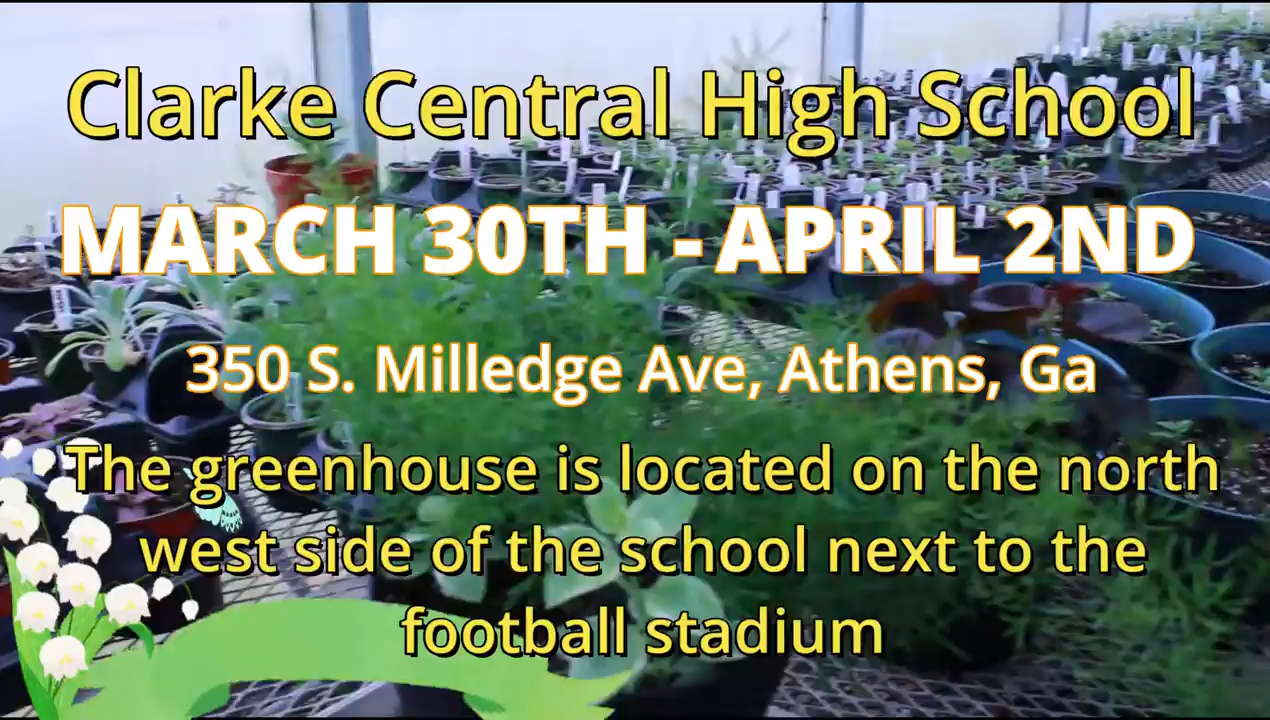 Clarke Central High School
MARCH 30TH - APRIL 2ND
350 S. Milledge Ave, Athens, Ga
The greenhouse is located on the north
west side of the school next to the
football stadium